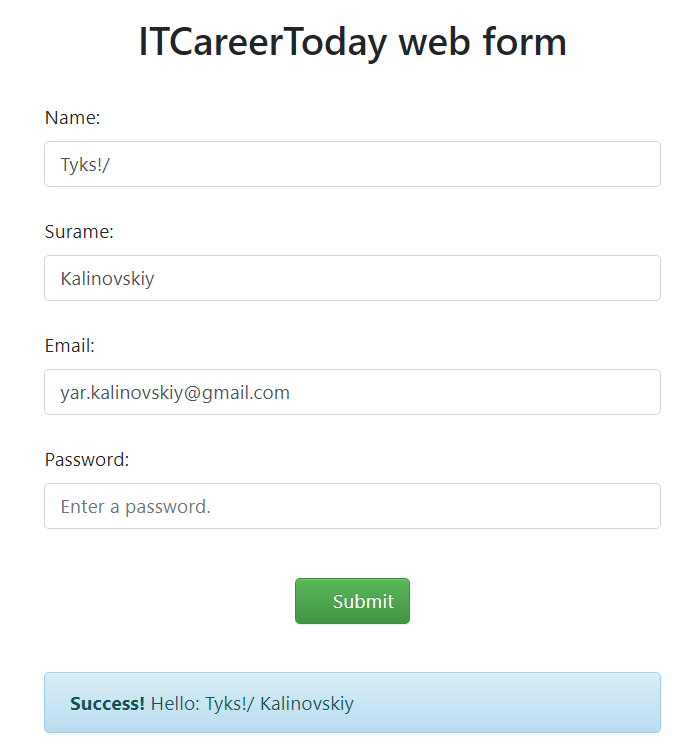 ITCareerToday web form
Name:
Tyks!/
Surame:
Kalinovskiy
Email:
yar.kalinovskiy@gmail.com
Password:
Enter a password.
Submit
Success! Hello: Tyks!/ Kalinovskiy